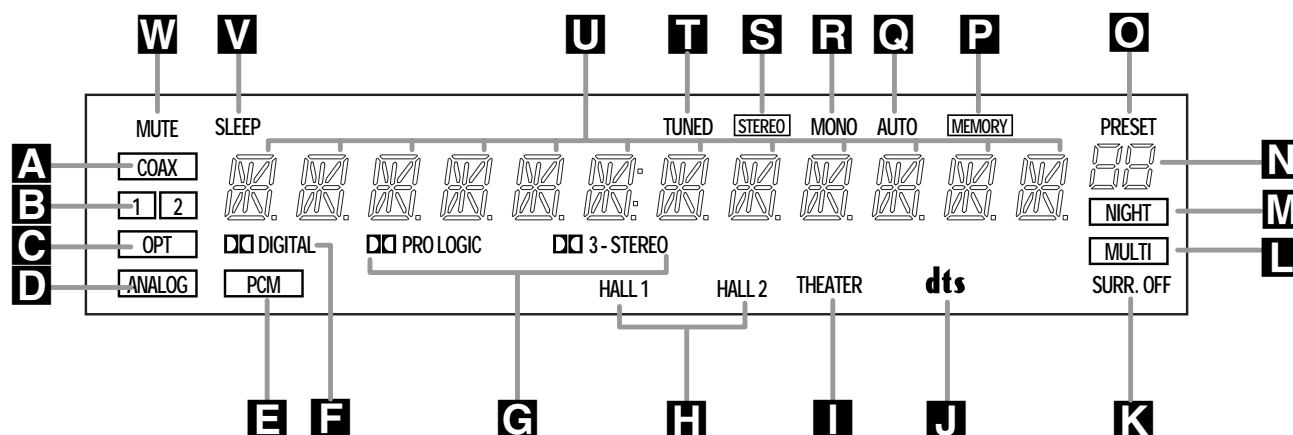 W V U T S R Q P O
MUTE SLEEP TUNED STEREO MONO AUTO MEMORY PRESET
A COAX N
B 1 2 NIGHT M
C OPT DIGITAL PRO LOGIC 3 - STEREO MULTI L
D ANALOG PCM HALL 1 HALL 2 THEATER dts SURR. OFF
E F G H I J K